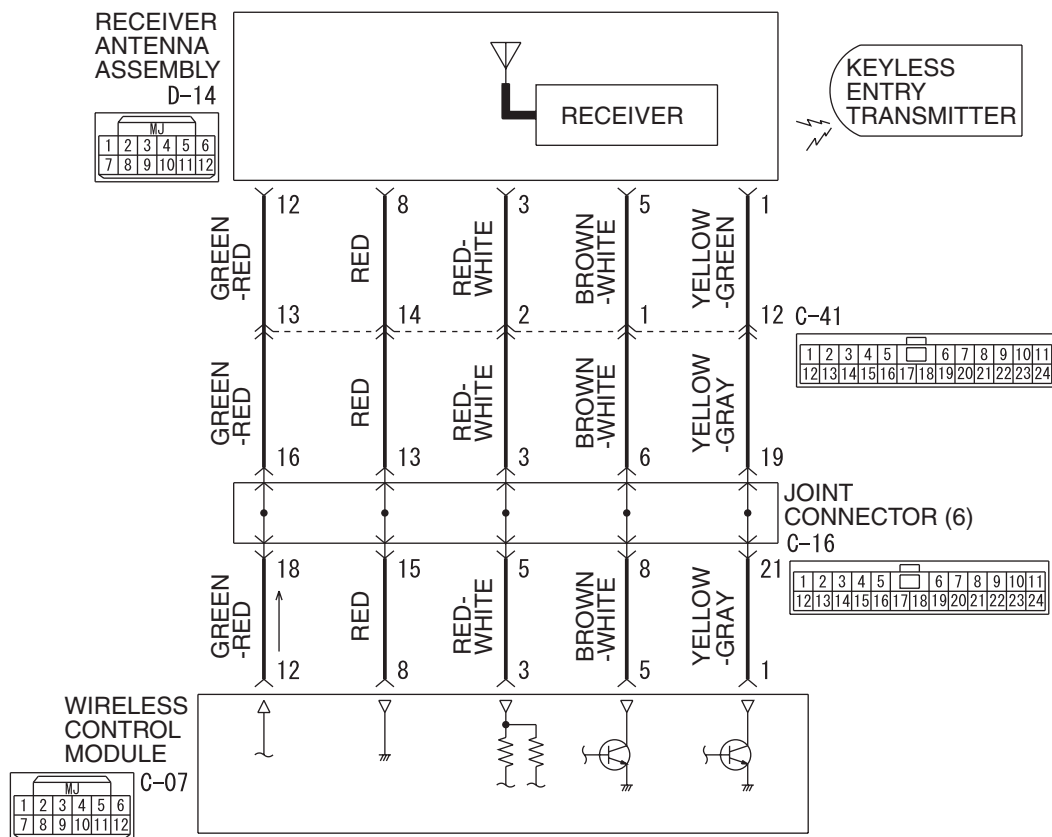 RECEIVER
ANTENNA
ASSEMBLY
D-14
MJ
1 2 3 4 5 6
7 8 9 10 11 12
RECEIVER
KEYLESS
ENTRY
TRANSMITTER
12 8 3 5 1
GREEN
-RED
RED
RED-
WHITE
BROWN
-WHITE
YELLOW
-GREEN
13 14 2 1 12 C-41
1 2 3 4 5 6 7 8 9 10 11
12 13 14 15 16 17 18 19 20 21 22 23 24
GREEN
-RED
RED
RED-
WHITE
BROWN
-WHITE
YELLOW
-GRAY
16 13 3 6 19
JOINT
CONNECTOR (6)
C-16
1 2 3 4 5 6 7 8 9 10 11
12 13 14 15 16 17 18 19 20 21 22 23 24
18 15 5 8 21
GREEN
-RED
RED
RED-
WHITE
BROWN
-WHITE
YELLOW
-GRAY
12 8 3 5 1
WIRELESS
CONTROL
MODULE
C-07
MJ
1 2 3 4 5 6
7 8 9 10 11 12